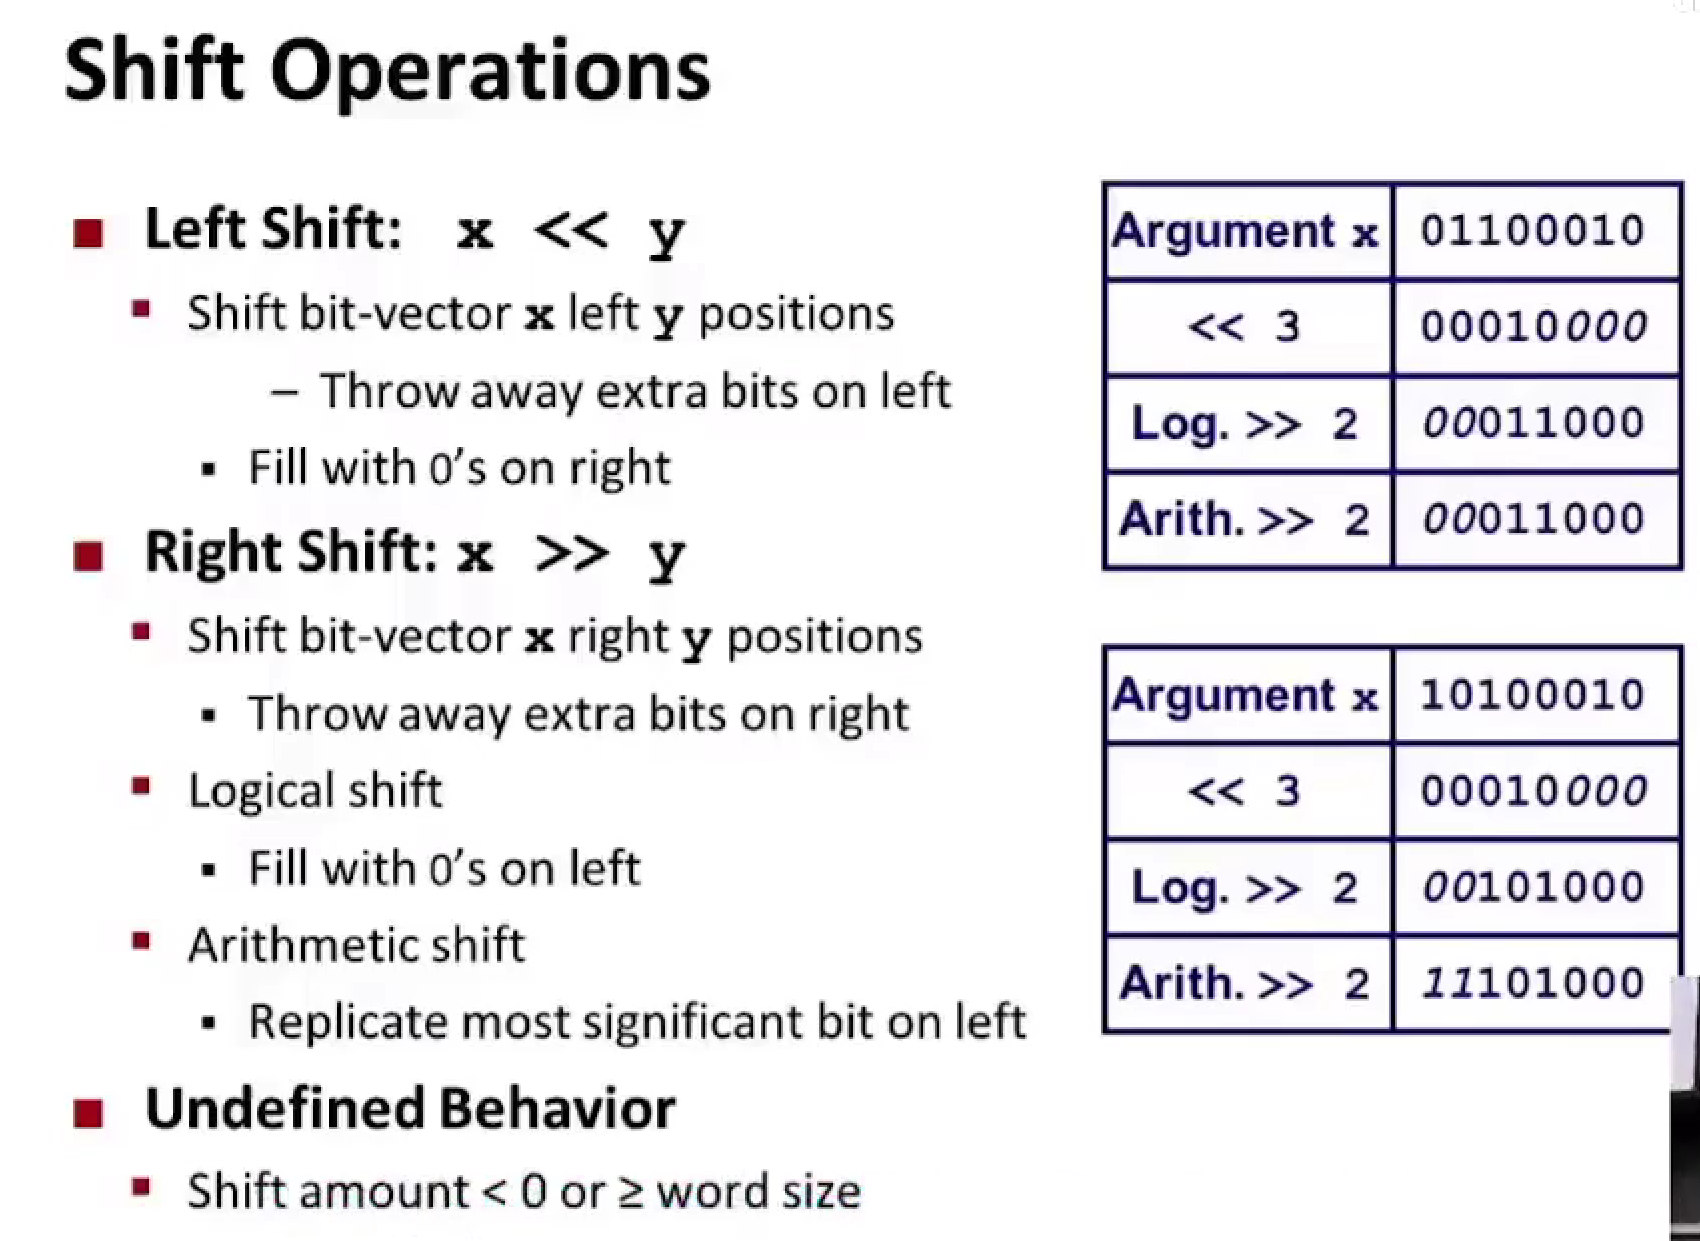 Shift Operations
■ Left Shift: x << y
▪ Shift bit-vector x left y positions
– Throw away extra bits on left
▪ Fill with 0's on right
■ Right Shift: x >> y
▪ Shift bit-vector x right y positions
▪ Throw away extra bits on right
▪ Logical shift
▪ Fill with 0's on left
▪ Arithmetic shift
▪ Replicate most significant bit on left
■ Undefined Behavior
▪ Shift amount < 0 or ≥ word size
Argument x 01100010
<< 3 00010000
Log. >> 2 00011000
Arith. >> 2 00011000
Argument x 10100010
<< 3 00010000
Log. >> 2 00101000
Arith. >> 2 11101000